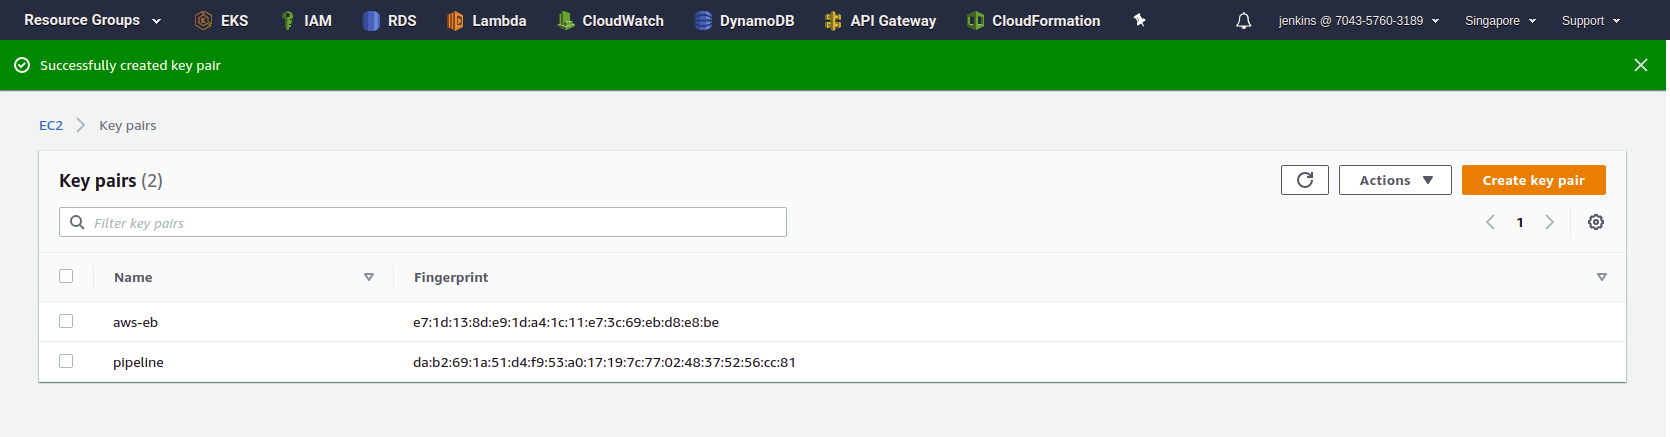 Resource Groups EKS IAM RDS Lambda CloudWatch DynamoDB API Gateway CloudFormation jenkins @ 7043-5760-3189 Singapore Support
Successfully created key pair
EC2 Key pairs
Key pairs (2) Actions Create key pair
Filter key pairs 1
Name Fingerprint
aws-eb e7:1d:13:8d:e9:1d:a4:1c:11:e7:3c:69:eb:d8:e8:be
pipeline da:b2:69:1a:51:d4:f9:53:a0:17:19:7c:77:02:48:37:52:56:cc:81